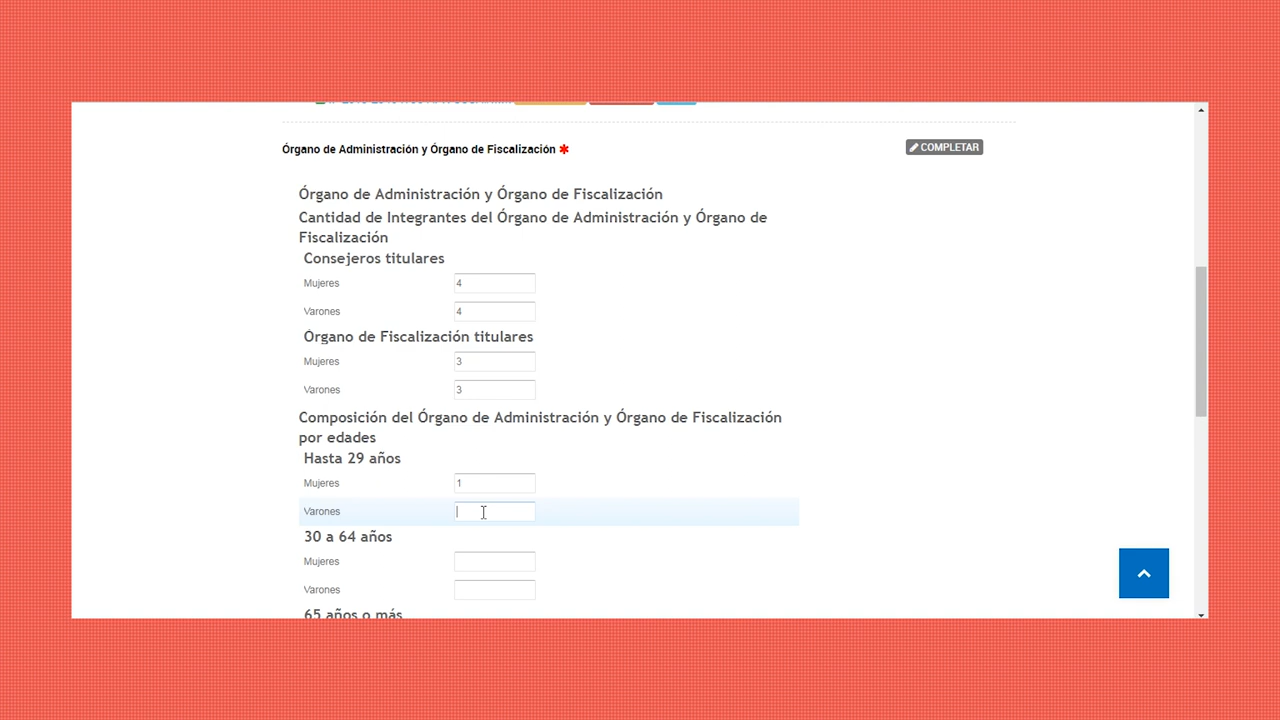 Órgano de Administración y Órgano de Fiscalización *
COMPLETAR
Órgano de Administración y Órgano de Fiscalización
Cantidad de Integrantes del Órgano de Administración y Órgano de
Fiscalización
Consejeros titulares
Mujeres 4
Varones 4
Órgano de Fiscalización titulares
Mujeres 3
Varones 3
Composición del Órgano de Administración y Órgano de Fiscalización
por edades
Hasta 29 años
Mujeres 1
Varones
30 a 64 años
Mujeres
Varones
65 años o más